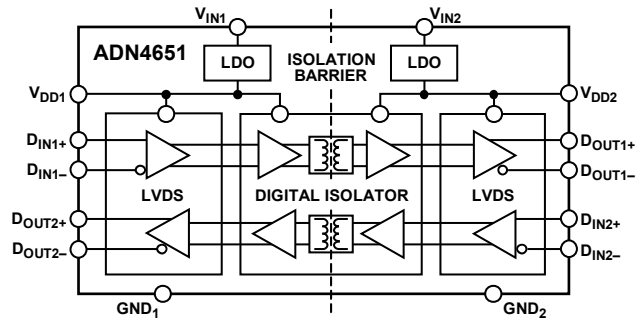 VIN1 VIN2
ADN4651
LDO
ISOLATION
BARRIER
LDO
VDD1 VDD2
DIN1+ DOUT1+
DIN1– DOUT1–
LVDS DIGITAL ISOLATOR LVDS
DOUT2+ DIN2+
DOUT2– DIN2–
GND1 GND2